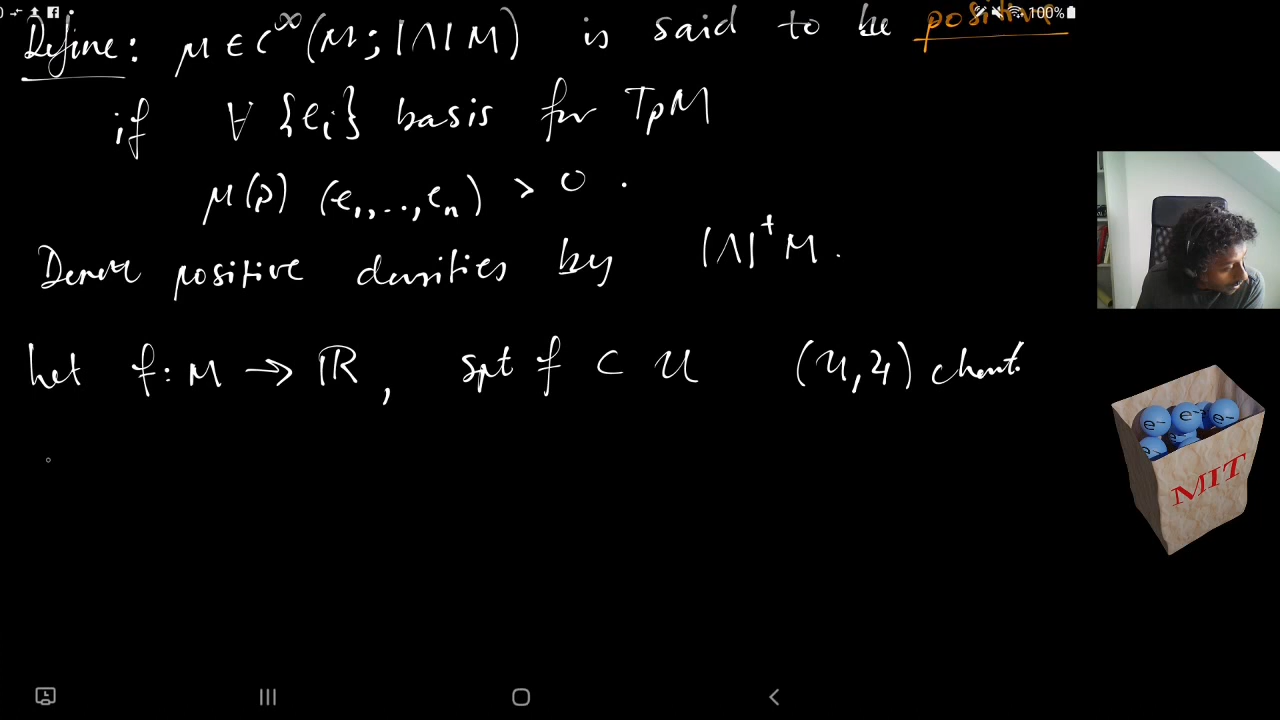 100%
Define: μ ∈ C^∞(M; |Λ|M) is said to be positive
if ∀ {e_i} basis for T_pM
μ(p) (e_1,..,e_n) > 0 .
Denote positive densities by |Λ|^+ M.
Let f: M → ℝ, spt f ⊂ U (U,ψ) chart.
e⁻ e⁻ e⁻
e⁻
MIT